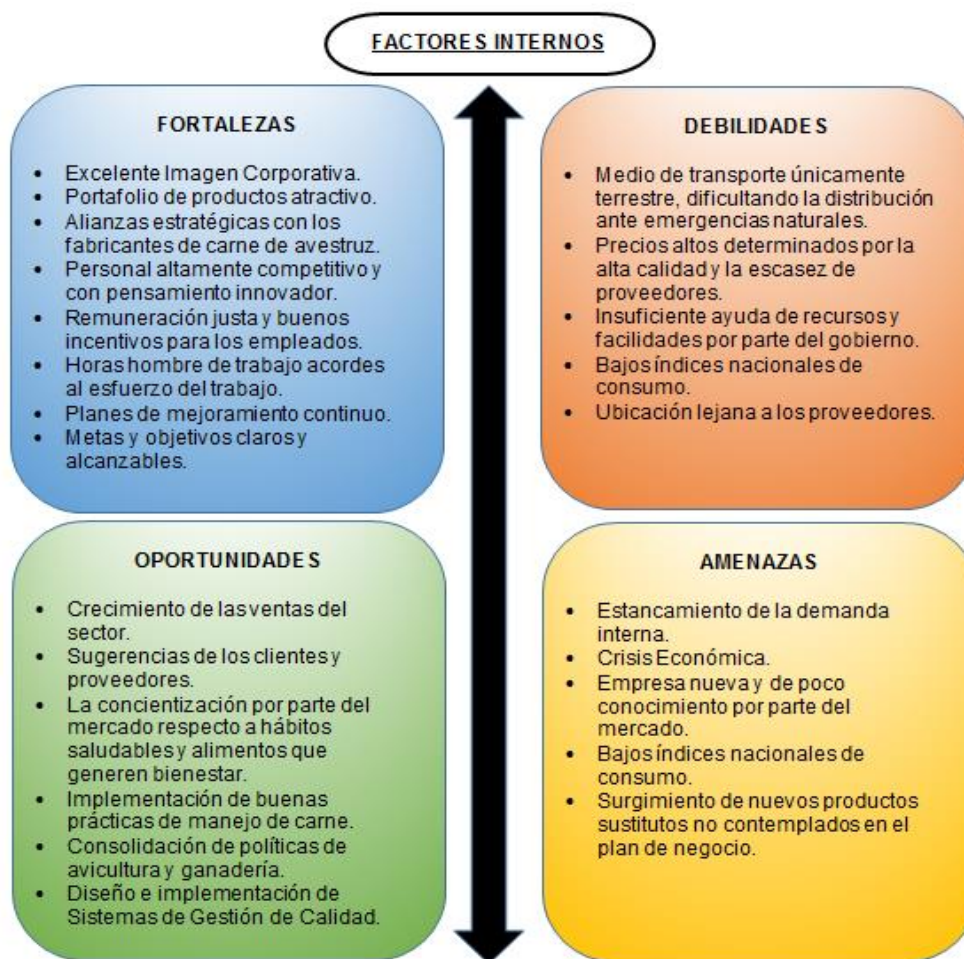 FACTORES INTERNOS
FORTALEZAS
• Excelente Imagen Corporativa.
• Portafolio de productos atractivo.
• Alianzas estratégicas con los
fabricantes de carne de avestruz.
• Personal altamente competitivo y
con pensamiento innovador.
• Remuneración justa y buenos
incentivos para los empleados.
• Horas hombre de trabajo acordes
al esfuerzo del trabajo.
• Planes de mejoramiento continuo.
• Metas y objetivos claros y
alcanzables.
DEBILIDADES
• Medio de transporte únicamente
terrestre, dificultando la distribución
ante emergencias naturales.
• Precios altos determinados por la
alta calidad y la escasez de
proveedores.
• Insuficiente ayuda de recursos y
facilidades por parte del gobierno.
• Bajos índices nacionales de
consumo.
• Ubicación lejana a los proveedores.
OPORTUNIDADES
• Crecimiento de las ventas del
sector.
• Sugerencias de los clientes y
proveedores.
• La concientización por parte del
mercado respecto a hábitos
saludables y alimentos que
generen bienestar.
• Implementación de buenas
prácticas de manejo de carne.
• Consolidación de políticas de
avicultura y ganadería.
• Diseño e implementación de
Sistemas de Gestión de Calidad.
AMENAZAS
• Estancamiento de la demanda
interna.
• Crisis Económica.
• Empresa nueva y de poco
conocimiento por parte del
mercado.
• Bajos índices nacionales de
consumo.
• Surgimiento de nuevos productos
sustitutos no contemplados en el
plan de negocio.